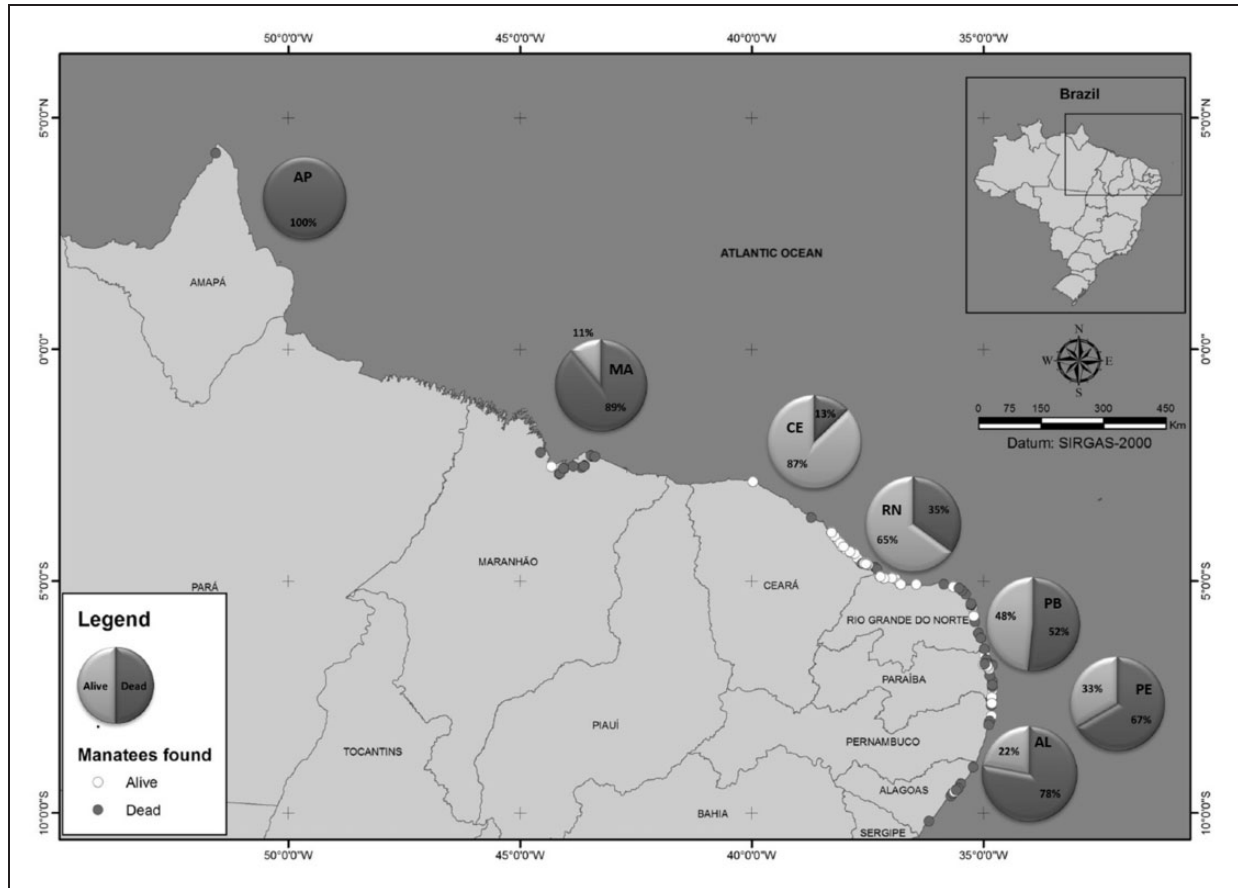 50°0'0"W 45°0'0"W 40°0'0"W 35°0'0"W
5°0'0"N
0°0'0"
5°0'0"S
10°0'0"S
Brazil
5°0'0"N
0°0'0"
5°0'0"S
10°0'0"S
AP
100%
AMAPÁ
ATLANTIC OCEAN
N
W E
S
0 75 150 300 450
Km
Datum: SIRGAS-2000
11%
MA
89%
CE
13%
87%
RN
35%
65%
PB
48%
52%
PE
33%
67%
AL
22%
78%
PARÁ
MARANHÃO
CEARÁ
RIO GRANDE DO NORTE
PARAÍBA
PIAUÍ
PERNAMBUCO
TOCANTINS
ALAGOAS
BAHIA
SERGIPE
Legend
Alive Dead
Manatees found
Alive
Dead
50°0'0"W 45°0'0"W 40°0'0"W 35°0'0"W